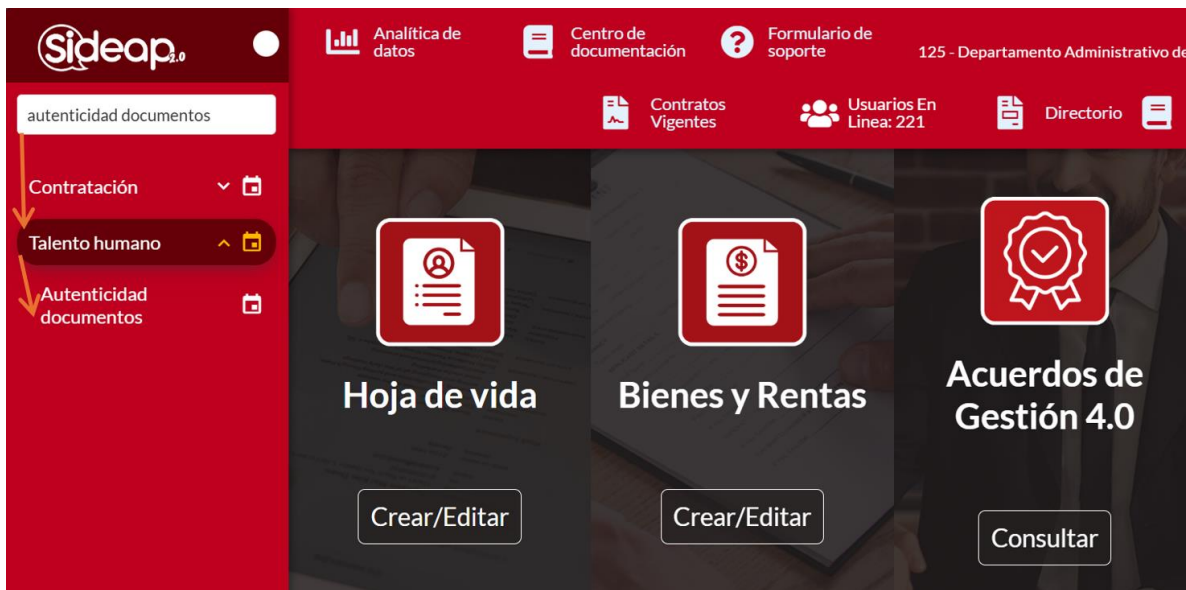 Sideap 2.0
Analítica de
datos
Centro de
documentación
Formulario de
soporte
125 - Departamento Administrativo de
autenticidad documentos
Contratos
Vigentes
Usuarios En
Linea: 221
Directorio
Contratación
Talento humano
Autenticidad
documentos
Hoja de vida
Crear/Editar
Bienes y Rentas
Crear/Editar
Acuerdos de
Gestión 4.0
Consultar